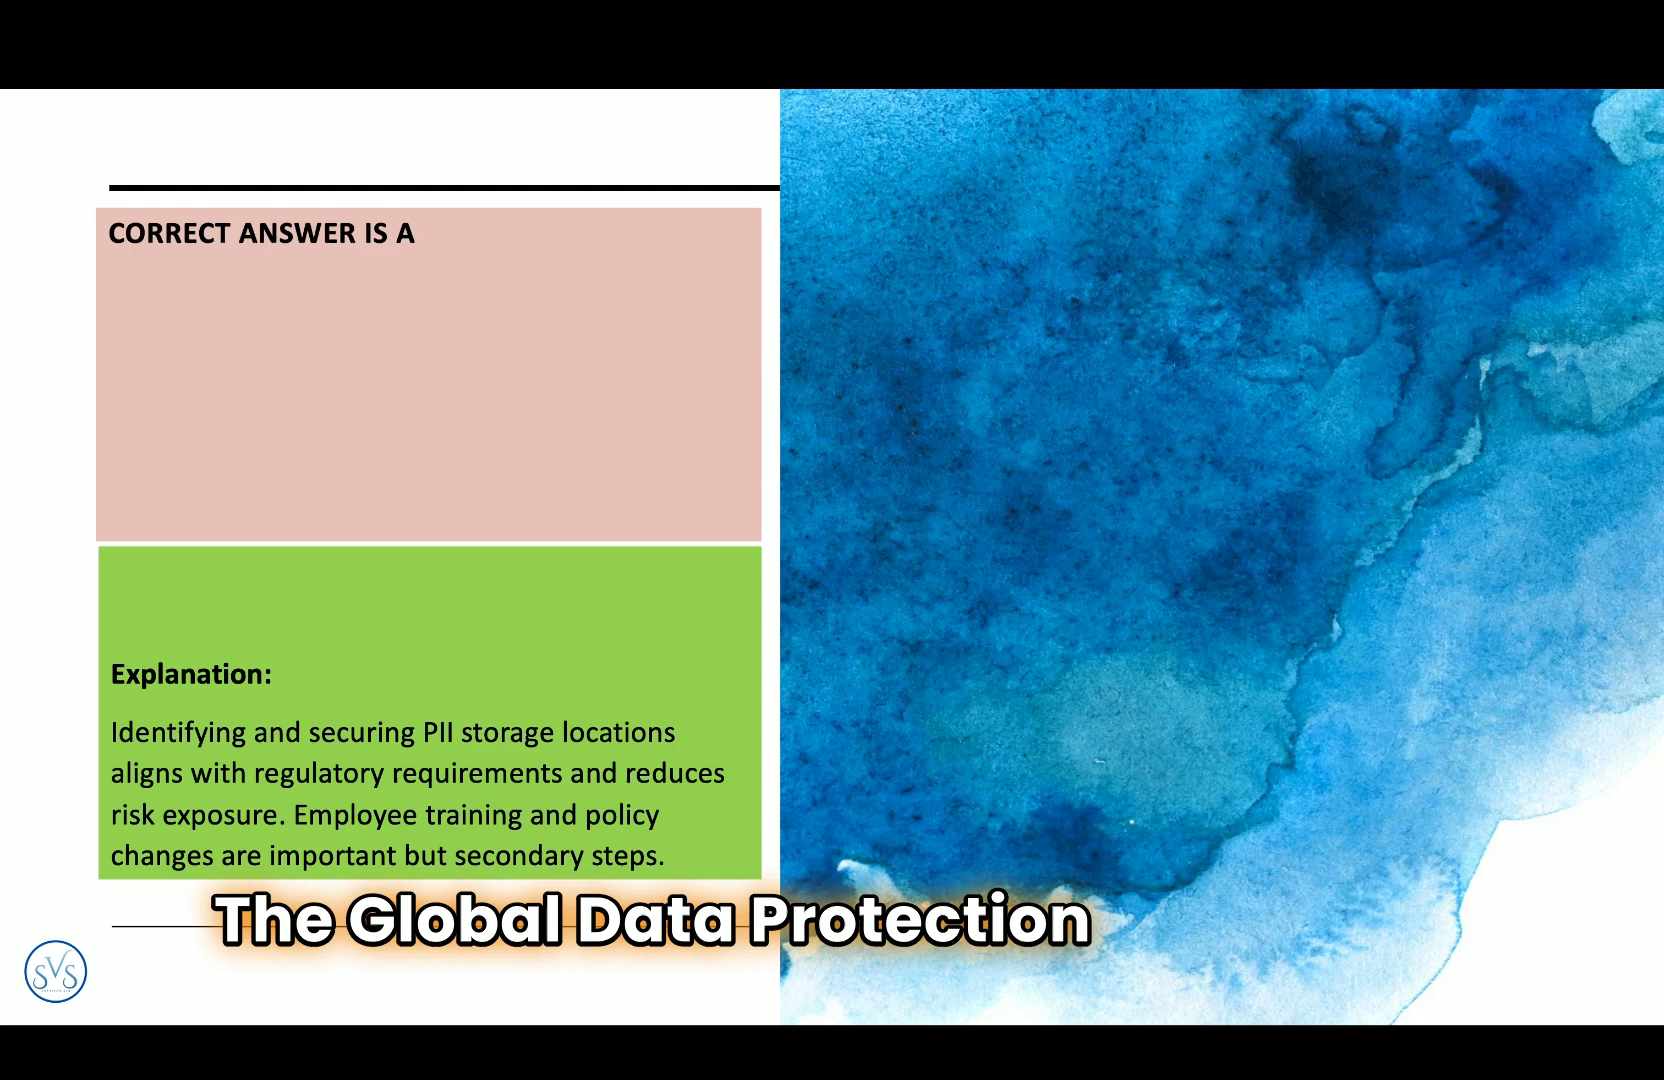 CORRECT ANSWER IS A
Explanation:
Identifying and securing PII storage locations
aligns with regulatory requirements and reduces
risk exposure. Employee training and policy
changes are important but secondary steps.
The Global Data Protection
SVS